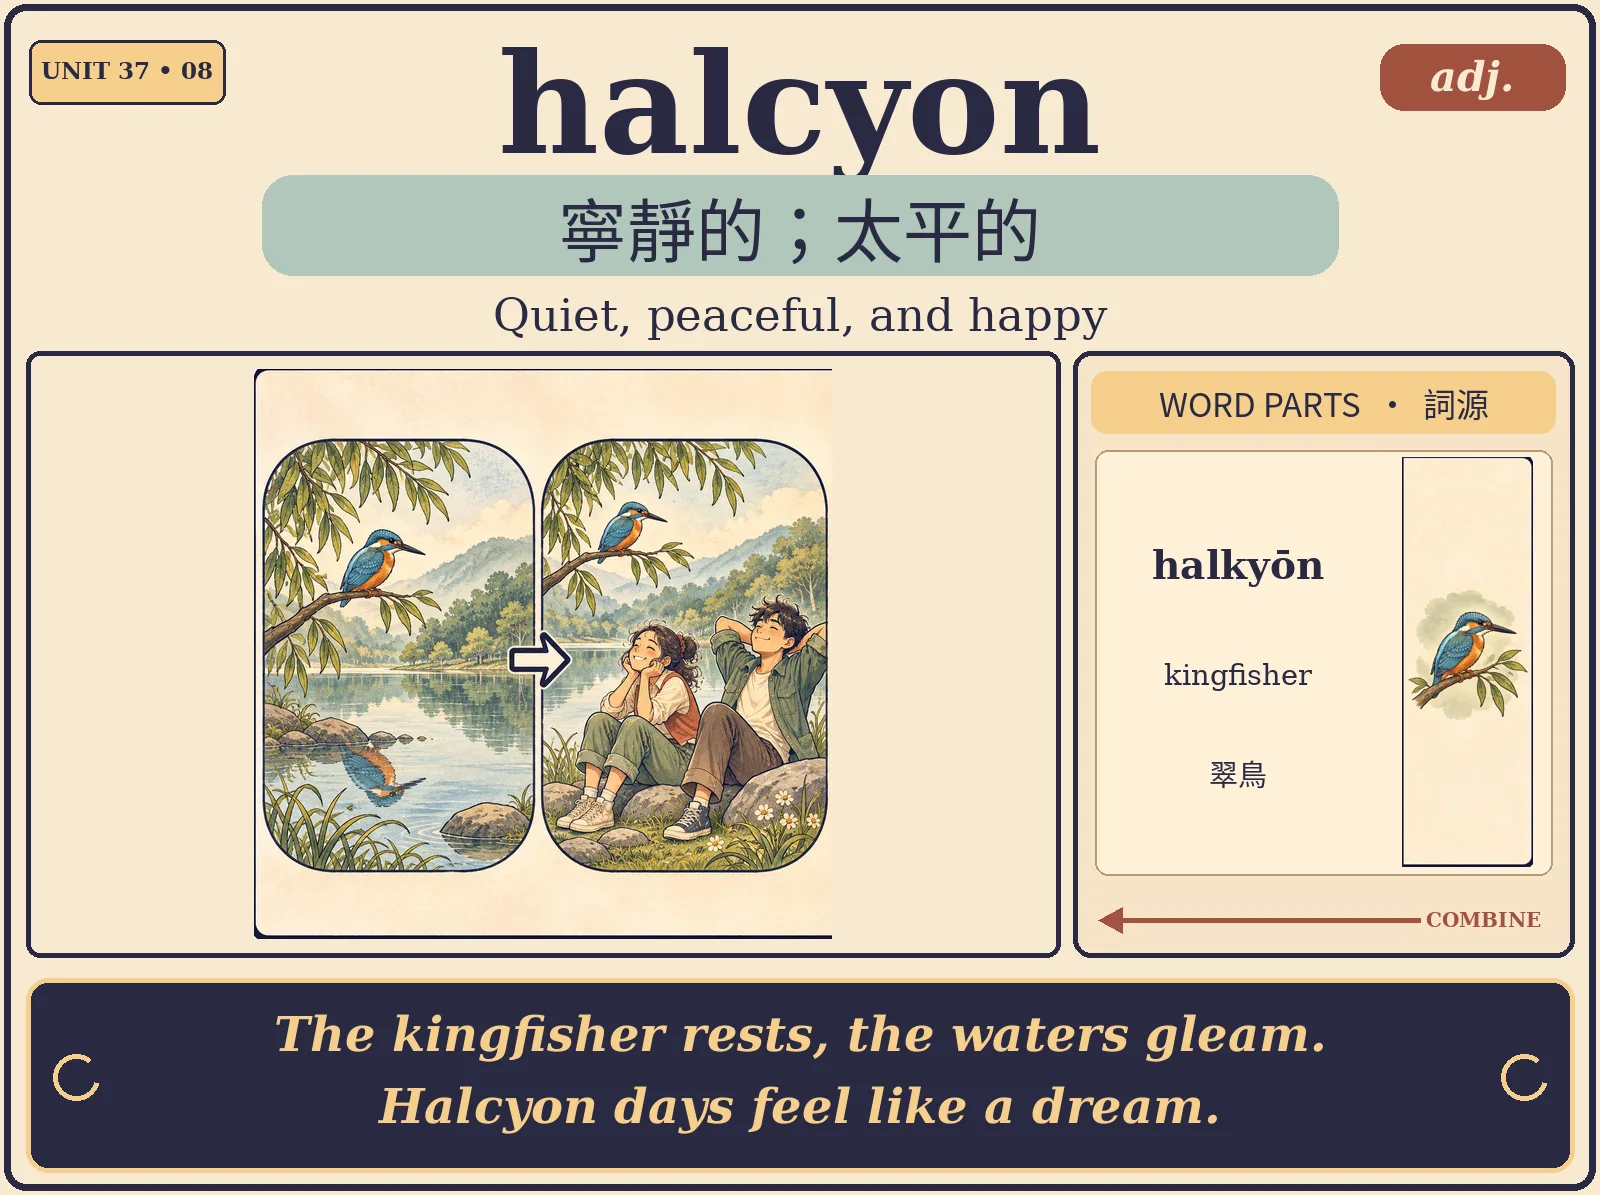 UNIT 37 • 08
halcyon
adj.
寧靜的；太平的
Quiet, peaceful, and happy
WORD PARTS • 詞源
halkyōn
kingfisher
翠鳥
COMBINE
The kingfisher rests, the waters gleam.
Halcyon days feel like a dream.